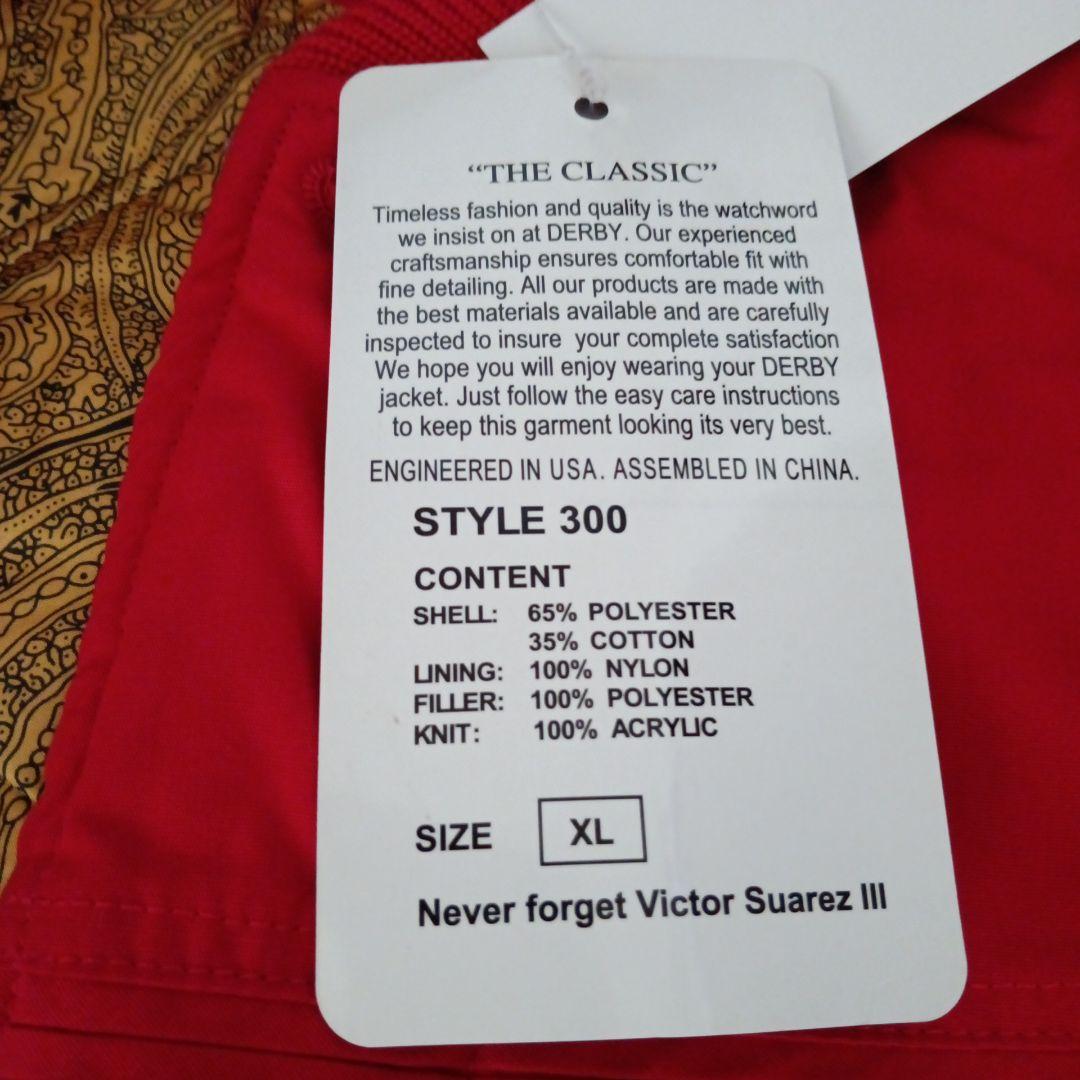 “THE CLASSIC”
Timeless fashion and quality is the watchword
we insist on at DERBY. Our experienced
craftsmanship ensures comfortable fit with
fine detailing. All our products are made with
the best materials available and are carefully
inspected to insure your complete satisfaction
We hope you will enjoy wearing your DERBY
jacket. Just follow the easy care instructions
to keep this garment looking its very best.
ENGINEERED IN USA. ASSEMBLED IN CHINA.
STYLE 300
CONTENT
SHELL: 65% POLYESTER
35% COTTON
LINING: 100% NYLON
FILLER: 100% POLYESTER
KNIT: 100% ACRYLIC
SIZE XL
Never forget Victor Suarez III